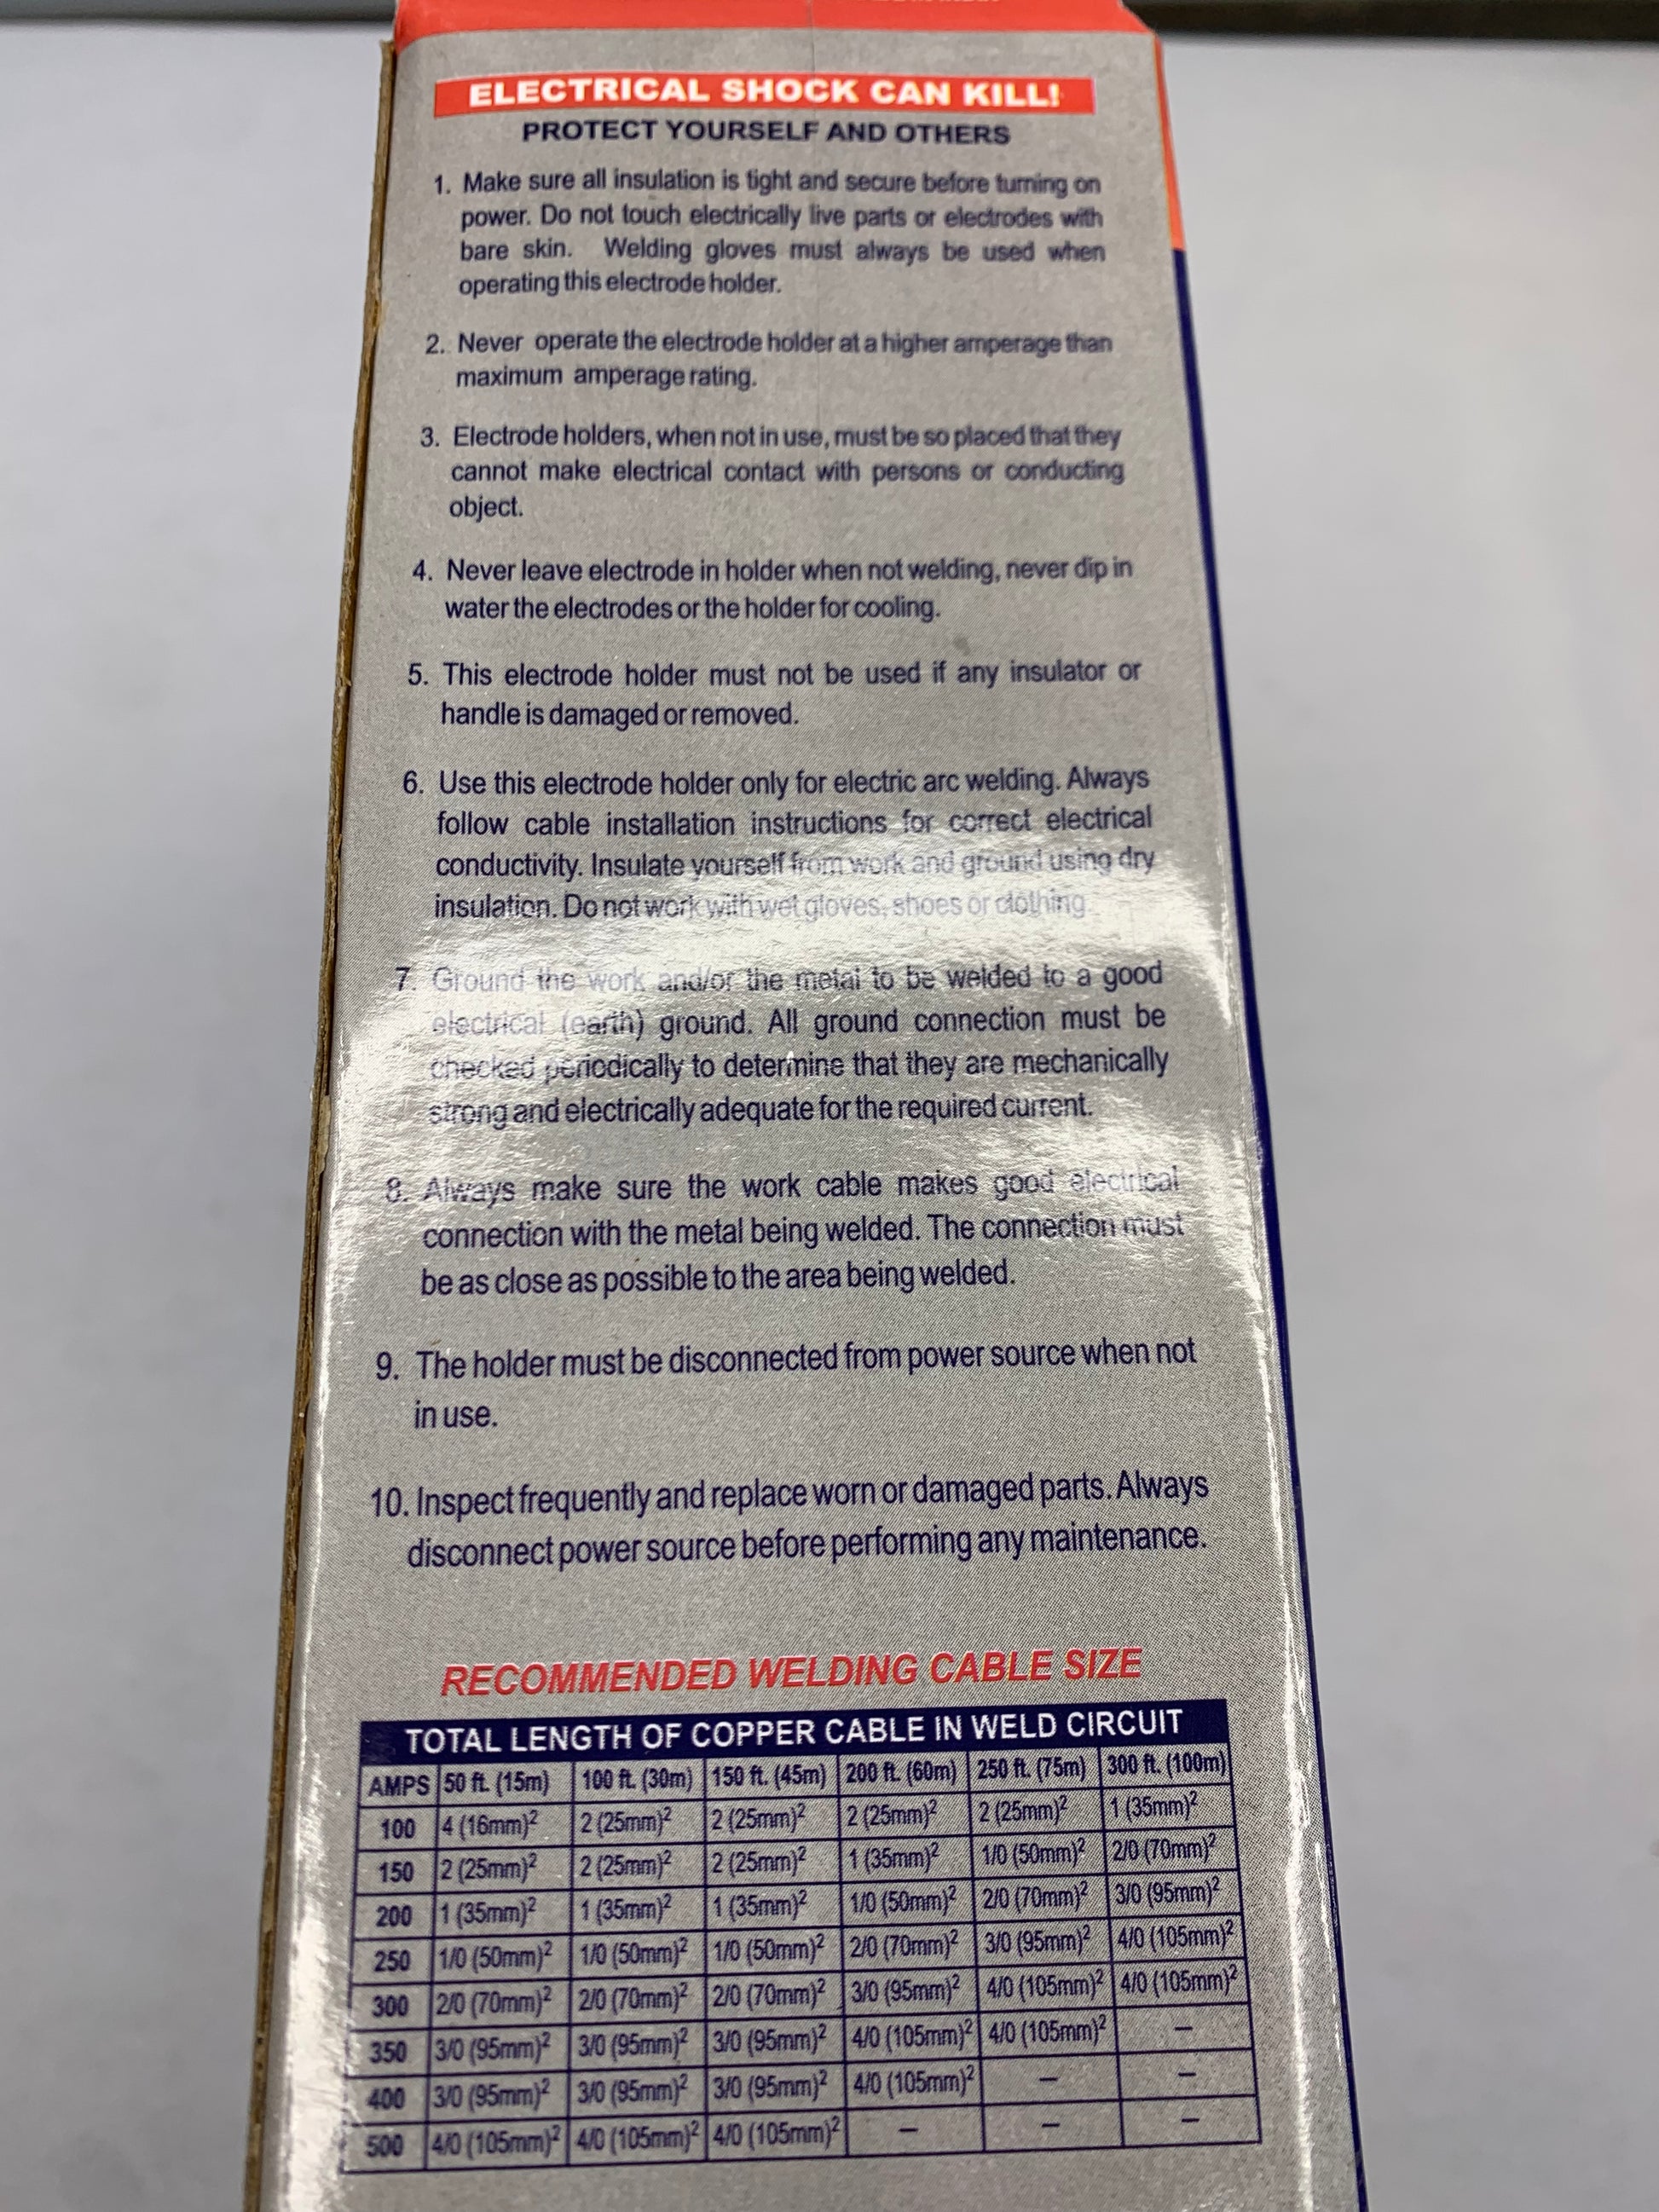 ELECTRICAL SHOCK CAN KILL!
PROTECT YOURSELF AND OTHERS
1. Make sure all insulation is tight and secure before turning on
power. Do not touch electrically live parts or electrodes with
bare skin. Welding gloves must always be used when
operating this electrode holder.
2. Never operate the electrode holder at a higher amperage than
maximum amperage rating.
3. Electrode holders, when not in use, must be so placed that they
cannot make electrical contact with persons or conducting
object.
4. Never leave electrode in holder when not welding, never dip in
water the electrodes or the holder for cooling.
5. This electrode holder must not be used if any insulator or
handle is damaged or removed.
6. Use this electrode holder only for electric arc welding. Always
follow cable installation instructions for correct electrical
conductivity. Insulate yourself from work and ground using dry
insulation. Do not work with wet gloves, shoes or clothing.
7. Ground the work and/or the metal to be welded to a good
electrical (earth) ground. All ground connection must be
checked periodically to determine that they are mechanically
strong and electrically adequate for the required current.
8. Always make sure the work cable makes good electrical
connection with the metal being welded. The connection must
be as close as possible to the area being welded.
9. The holder must be disconnected from power source when not
in use.
10. Inspect frequently and replace worn or damaged parts. Always
disconnect power source before performing any maintenance.
RECOMMENDED WELDING CABLE SIZE
TOTAL LENGTH OF COPPER CABLE IN WELD CIRCUIT
AMPS 50 ft. (15m) 100 ft. (30m) 150 ft. (45m) 200 ft. (60m) 250 ft. (75m) 300 ft. (100m)
100 4 (16mm)² 2 (25mm)² 2 (25mm)² 2 (25mm)² 2 (25mm)² 1 (35mm)²
150 2 (25mm)² 2 (25mm)² 2 (25mm)² 1 (35mm)² 1/0 (50mm)² 2/0 (70mm)²
200 1 (35mm)² 1 (35mm)² 1 (35mm)² 1/0 (50mm)² 2/0 (70mm)² 3/0 (95mm)²
250 1/0 (50mm)² 1/0 (50mm)² 1/0 (50mm)² 2/0 (70mm)² 3/0 (95mm)² 4/0 (105mm)²
300 2/0 (70mm)² 2/0 (70mm)² 2/0 (70mm)² 3/0 (95mm)² 4/0 (105mm)² 4/0 (105mm)²
350 3/0 (95mm)² 3/0 (95mm)² 3/0 (95mm)² 4/0 (105mm)² 4/0 (105mm)² –
400 3/0 (95mm)² 3/0 (95mm)² 3/0 (95mm)² 4/0 (105mm)² – –
500 4/0 (105mm)² 4/0 (105mm)² 4/0 (105mm)² – – –